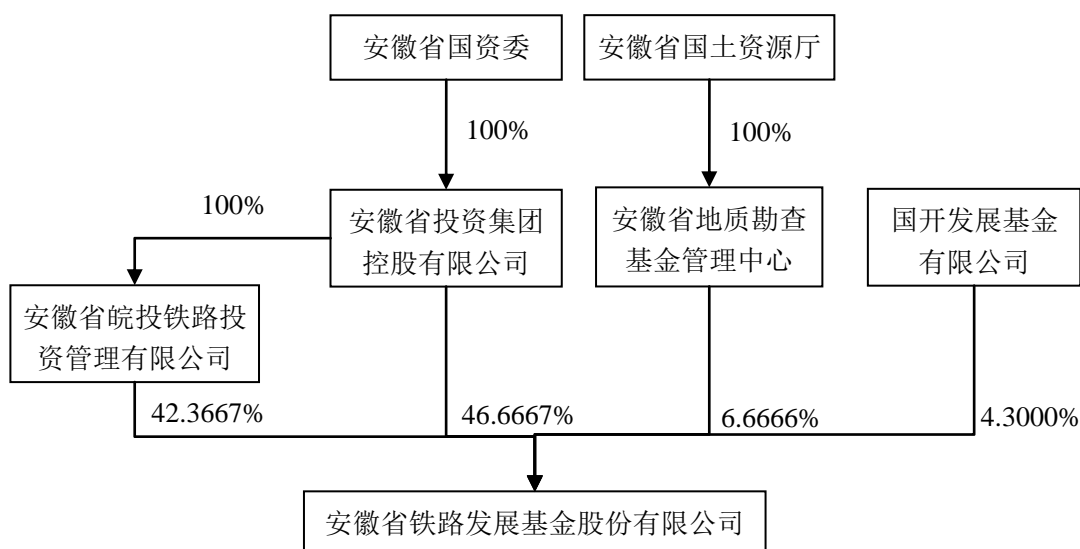 安徽省国资委
安徽省国土资源厅
100%
100%
100%
安徽省投资集团
控股有限公司
安徽省地质勘查
基金管理中心
国开发展基金
有限公司
安徽省皖投铁路投
资管理有限公司
42.3667%
46.6667%
6.6666%
4.3000%
安徽省铁路发展基金股份有限公司